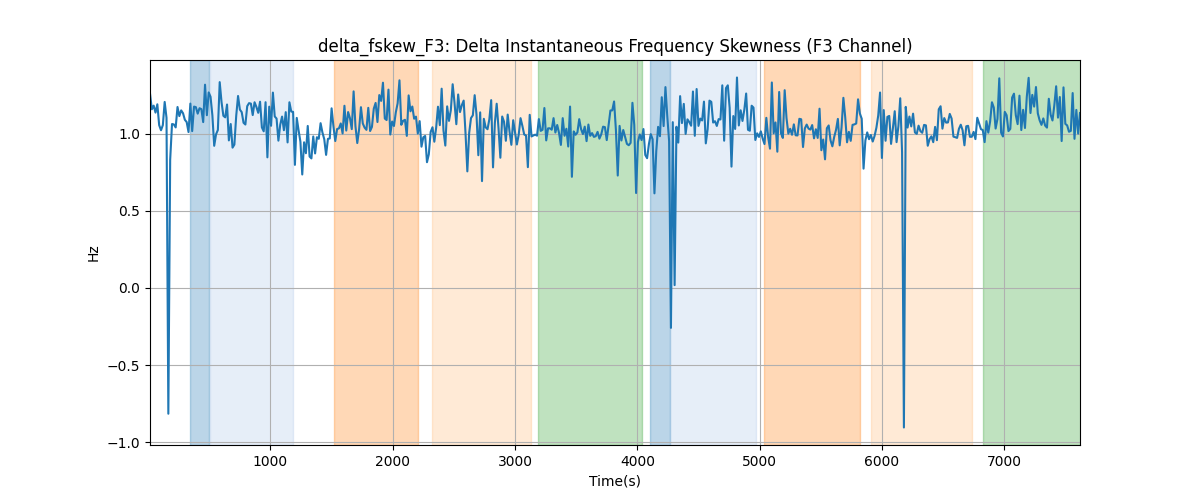 delta_fskew_F3: Delta Instantaneous Frequency Skewness (F3 Channel)
1.0
0.5
0.0
−0.5
−1.0
Hz
1000 2000 3000 4000 5000 6000 7000
Time(s)